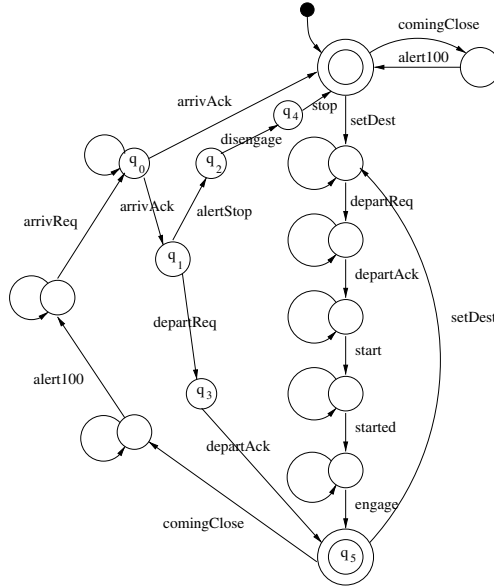 comingClose
alert100
arrivAck
stop
q4
disengage
setDest
q0
q2
departReq
arrivAck
alertStop
arrivReq
q1
departAck
departReq
setDest
start
alert100
q3
started
departAck
engage
comingClose
q5